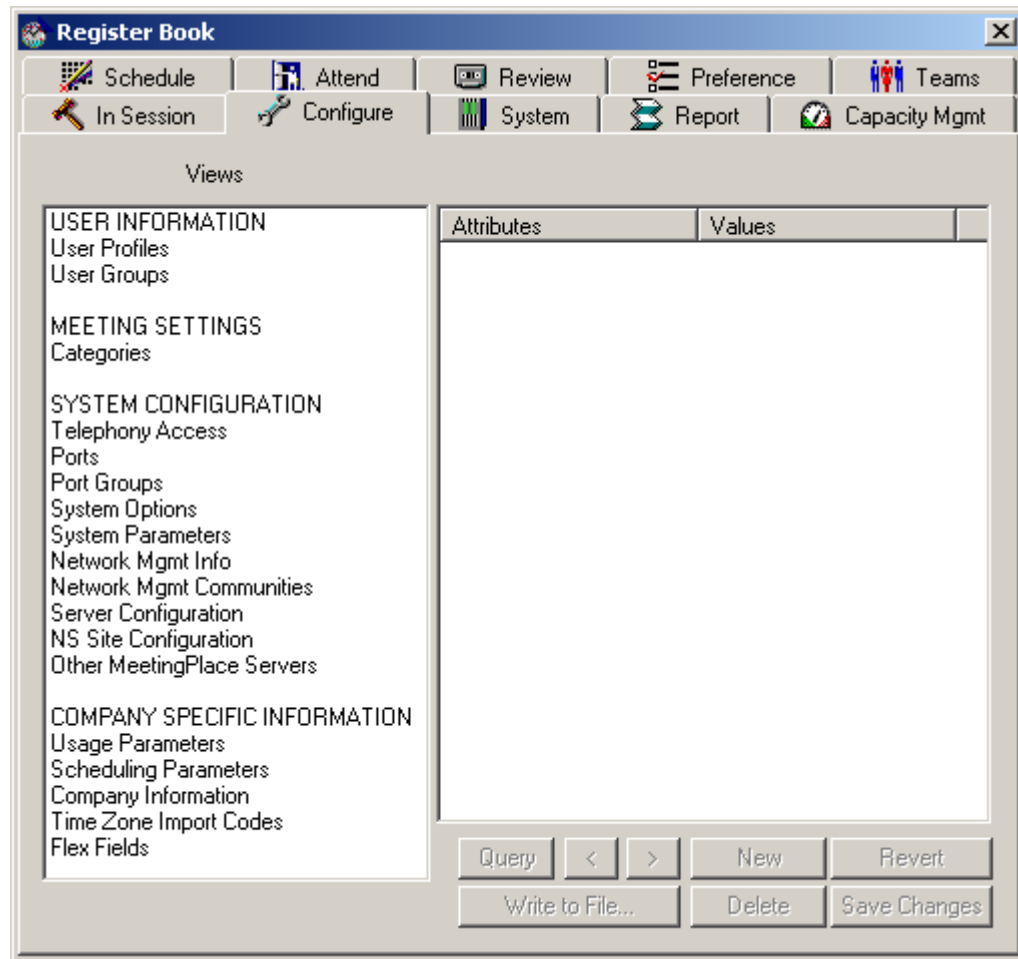 Register Book
Schedule Attend Review Preference Teams
In Session Configure System Report Capacity Mgmt
Views
Attributes Values
USER INFORMATION
User Profiles
User Groups
MEETING SETTINGS
Categories
SYSTEM CONFIGURATION
Telephony Access
Ports
Port Groups
System Options
System Parameters
Network Mgmt Info
Network Mgmt Communities
Server Configuration
NS Site Configuration
Other MeetingPlace Servers
COMPANY SPECIFIC INFORMATION
Usage Parameters
Scheduling Parameters
Company Information
Time Zone Import Codes
Flex Fields
Query < > New Revert
Write to File... Delete Save Changes